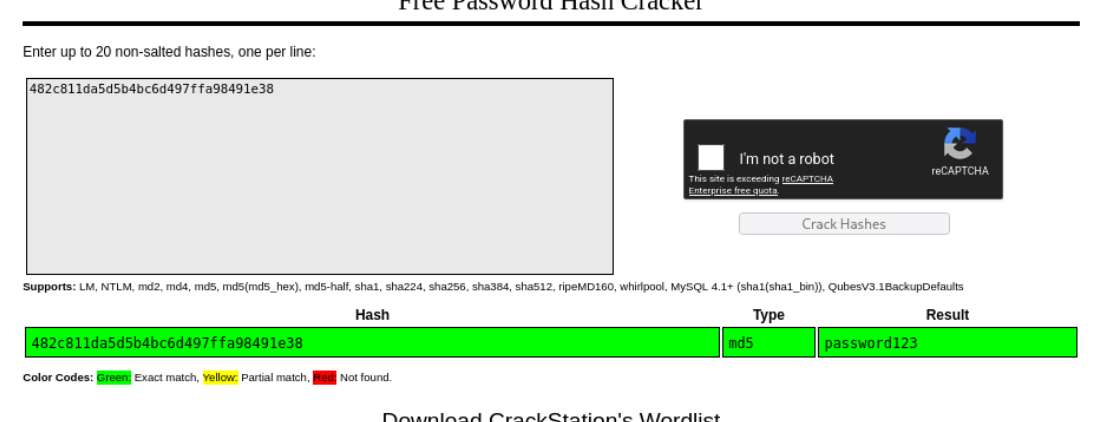 Free Password Hash Cracker
Enter up to 20 non-salted hashes, one per line:
482c811da5d5b4bc6d497ffa98491e38
I'm not a robot
reCAPTCHA
This site is exceeding reCAPTCHA
Enterprise free quota.
Crack Hashes
Supports: LM, NTLM, md2, md4, md5, md5(md5_hex), md5-half, sha1, sha224, sha256, sha384, sha512, ripeMD160, whirlpool, MySQL 4.1+ (sha1(sha1_bin)), QubesV3.1BackupDefaults
Hash Type Result
482c811da5d5b4bc6d497ffa98491e38 md5 password123
Color Codes: Green: Exact match, Yellow: Partial match, Red: Not found.
Download CrackStation's Wordlist